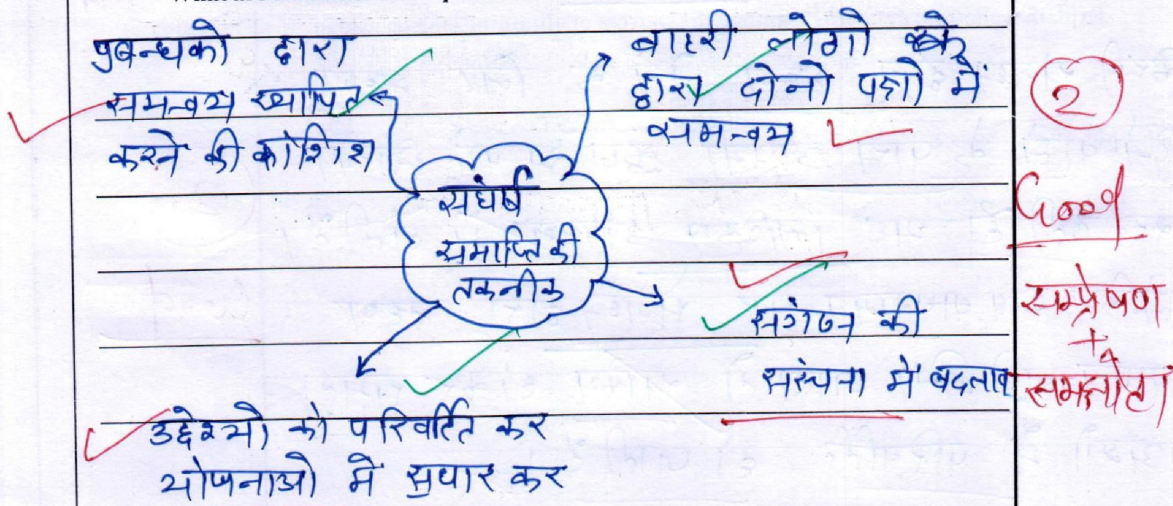 प्रबन्धको द्वारा
समन्वय स्थापित
करने की कोशिश
बाहरी लोगो के
द्वारा दोनो पक्षो में
समन्वय
संघर्ष
समाप्ति की
तकनीक
संगठन की
संरचना में बदलाव
उद्देश्यो को परिवर्तित कर
योजनाओ में सुधार कर
2
Good
सम्प्रेषण
+
समझौता